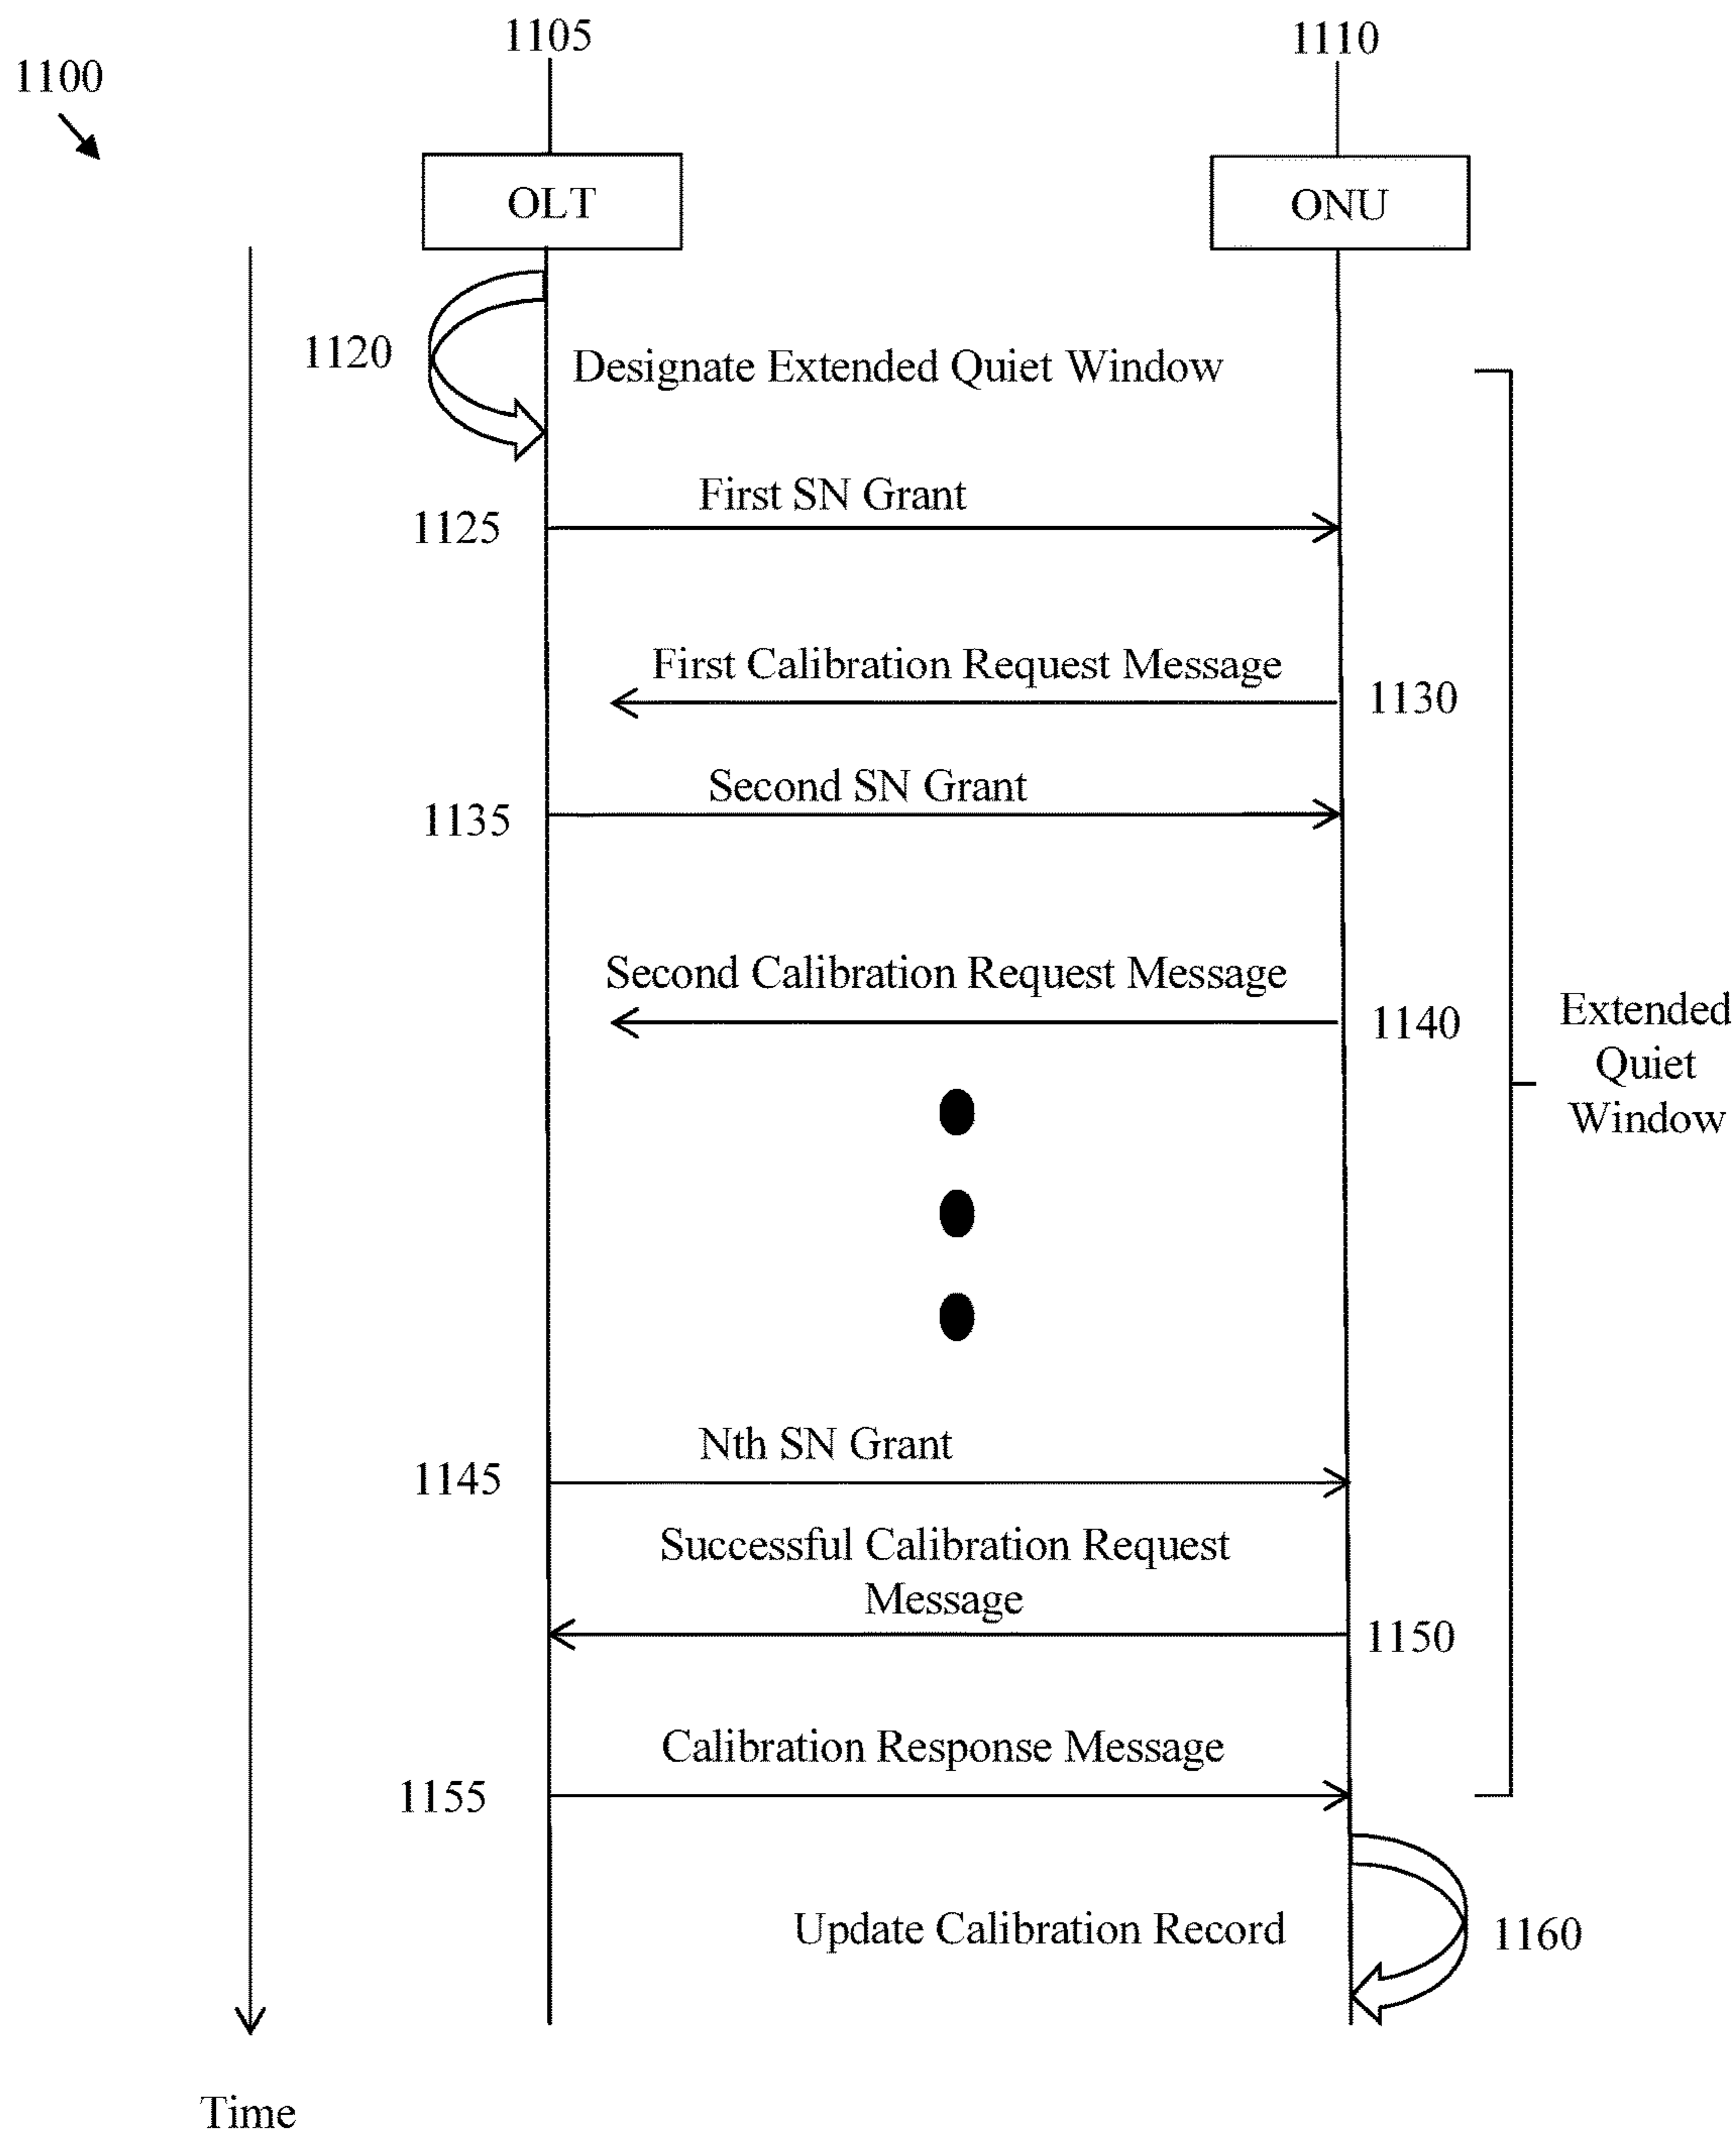 1105
1110
1100
OLT
ONU
1120
Designate Extended Quiet Window
First SN Grant
1125
First Calibration Request Message
1130
Second SN Grant
1135
Second Calibration Request Message
1140
Extended
Quiet
Window
Nth SN Grant
1145
Successful Calibration Request
Message
1150
Calibration Response Message
1155
Update Calibration Record
1160
Time